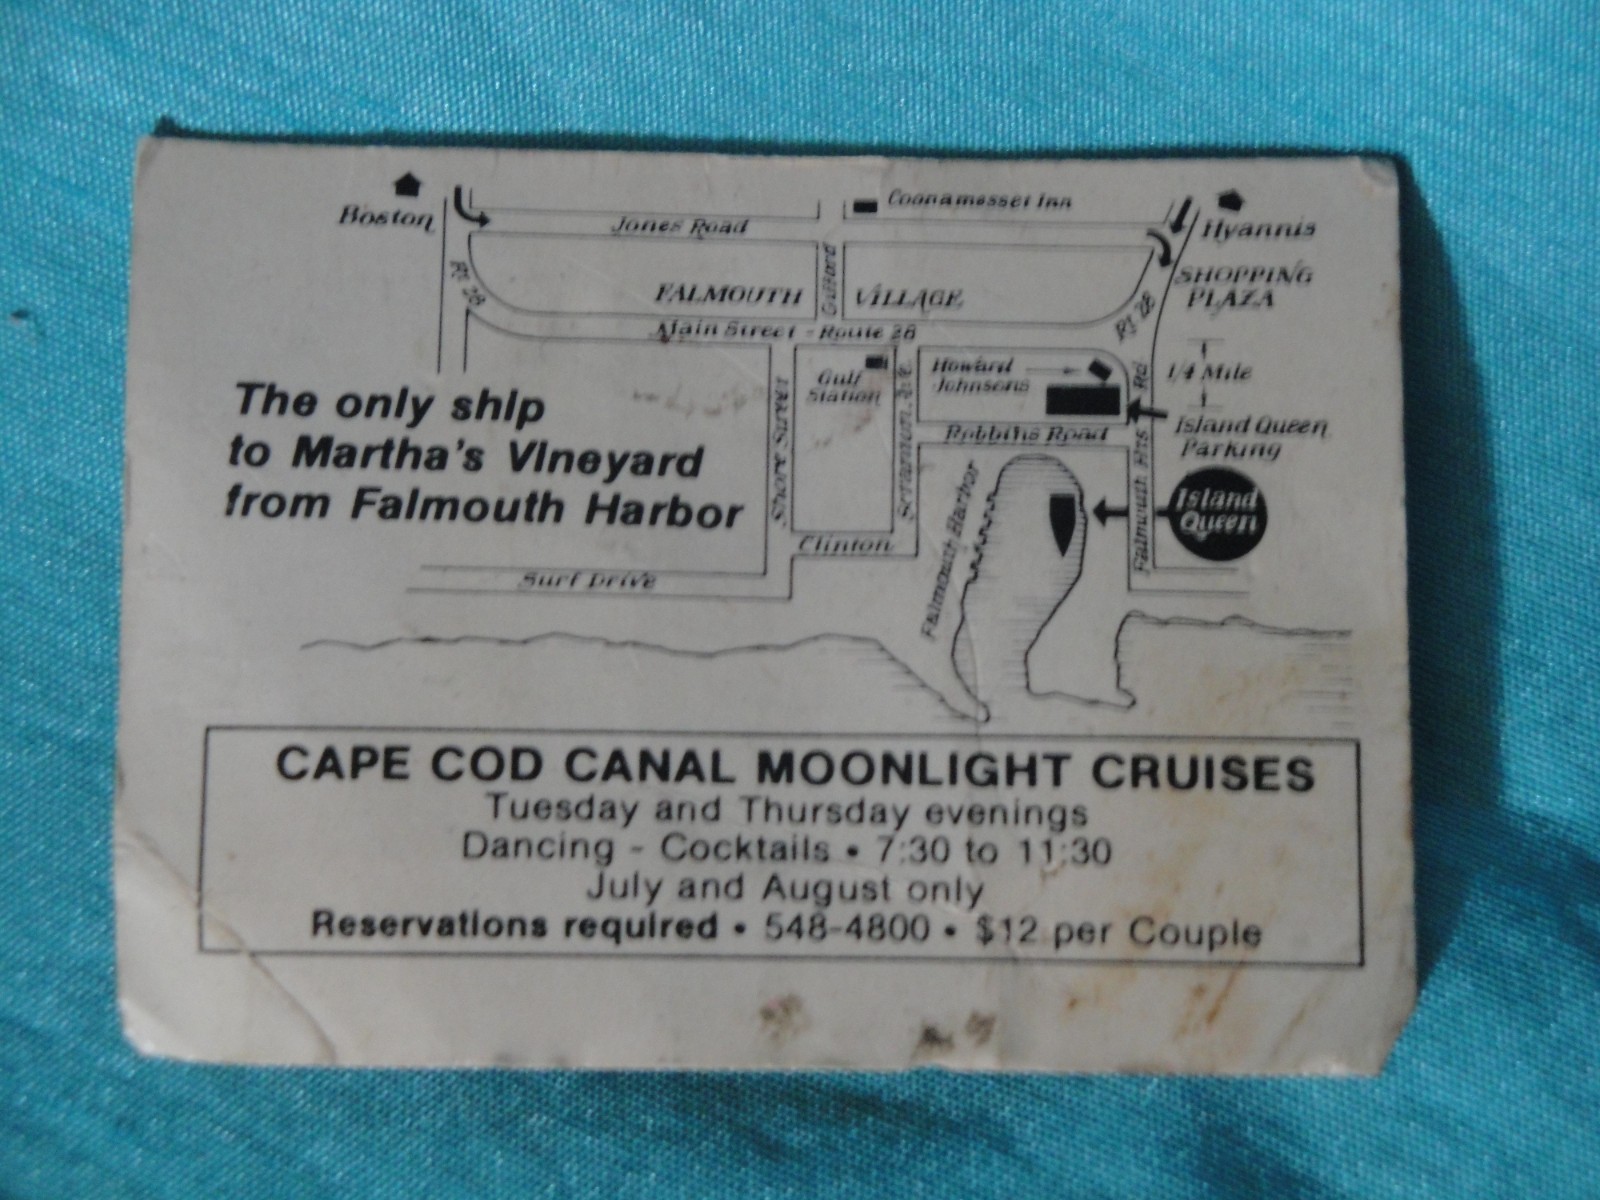 Boston
Coonamesset Inn
Jones Road
Hyannis
Rt 28
Gifford
FALMOUTH VILLAGE
SHOPPING
PLAZA
Rt 28
Main Street - Route 28
The only ship
to Martha's Vineyard
from Falmouth Harbor
Gulf
Station
Scranton Ave.
Howard
Johnsons
1/4 Mile
Robbins Road
Island Queen
Parking
Falmouth Hts Rd
Island
Queen
Falmouth Harbor
Clinton
Surf Drive
CAPE COD CANAL MOONLIGHT CRUISES
Tuesday and Thursday evenings
Dancing - Cocktails • 7:30 to 11:30
July and August only
Reservations required • 548-4800 • $12 per Couple